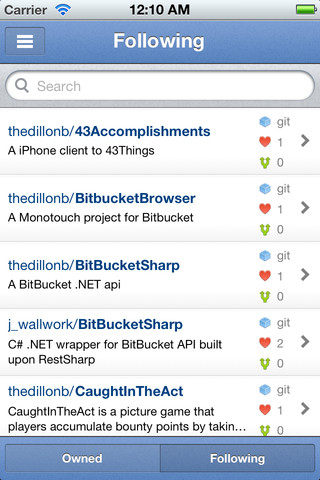 Carrier 12:10 AM
Following
Search
thedillonb/43Accomplishments
A iPhone client to 43Things
git
1
0
thedillonb/BitbucketBrowser
A Monotouch project for Bitbucket
git
1
0
thedillonb/BitBucketSharp
A BitBucket .NET api
git
1
0
j_wallwork/BitBucketSharp
C# .NET wrapper for BitBucket API built
upon RestSharp
git
2
0
thedillonb/CaughtInTheAct
CaughtInTheAct is a picture game that
players accumulate bounty points by takin...
git
1
0
Owned Following